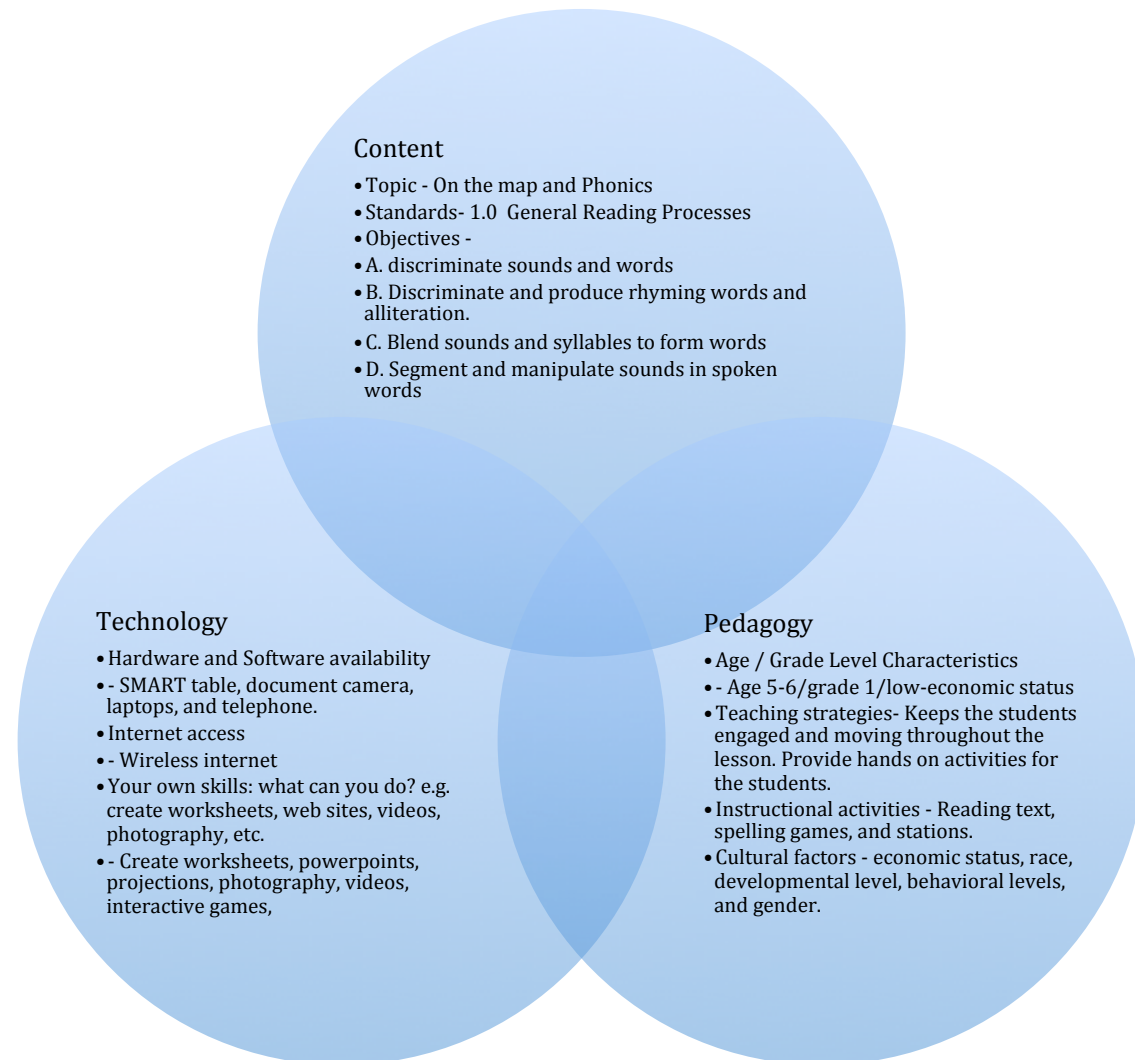 Content
• Topic - On the map and Phonics
• Standards- 1.0  General Reading Processes
• Objectives -
• A. discriminate sounds and words
• B. Discriminate and produce rhyming words and
alliteration.
• C. Blend sounds and syllables to form words
• D. Segment and manipulate sounds in spoken
words
Technology
• Hardware and Software availability
• - SMART table, document camera,
laptops, and telephone.
• Internet access
• - Wireless internet
• Your own skills: what can you do? e.g.
create worksheets, web sites, videos,
photography, etc.
• - Create worksheets, powerpoints,
projections, photography, videos,
interactive games,
Pedagogy
• Age / Grade Level Characteristics
• - Age 5-6/grade 1/low-economic status
• Teaching strategies- Keeps the students
engaged and moving throughout the
lesson. Provide hands on activities for
the students.
• Instructional activities - Reading text,
spelling games, and stations.
• Cultural factors - economic status, race,
developmental level, behavioral levels,
and gender.